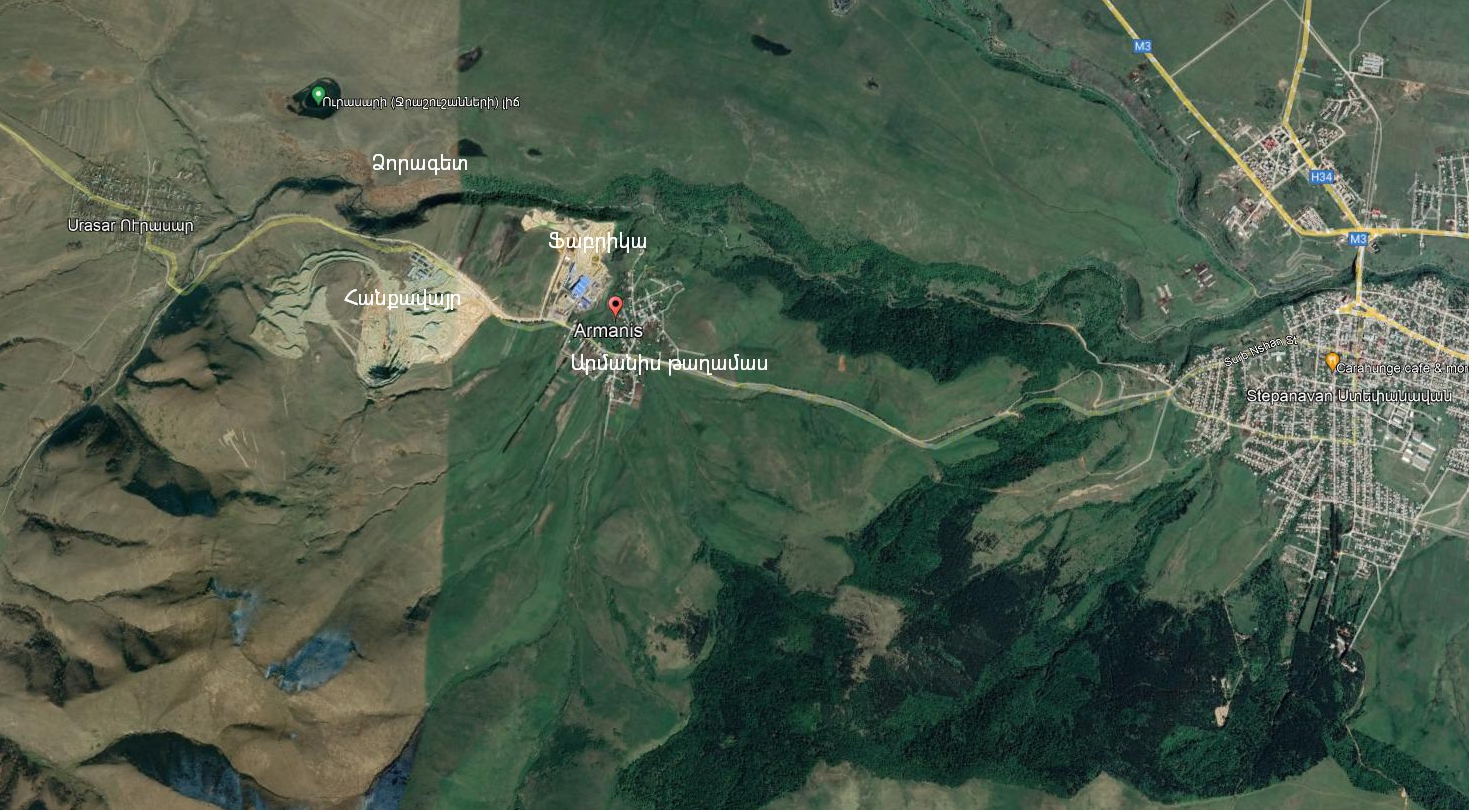 M3
Ուրասարի (Ջրաշուշանների) լիճ
Ձորագետ
H34
Urasar ՈՒրասար
Ֆաբրիկա
M3
Հանքավայր
Armanis
Արմանիս թաղամաս
Surb Nshan St
Carahunge cafe & mor
Stepanavan Ստեփանավան